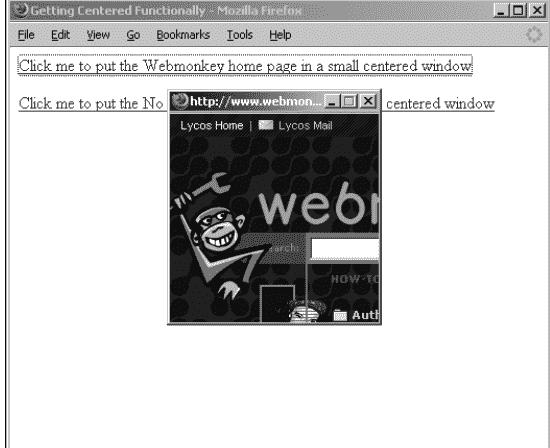 Getting Centered Functionally - Mozilla Firefox
File Edit View Go Bookmarks Tools Help
Click me to put the Webmonkey home page in a small centered window
Click me to put the No
centered window
http://www.webmon...
Lycos Home | Lycos Mail
webm
earch:
HOW-TO
Auth